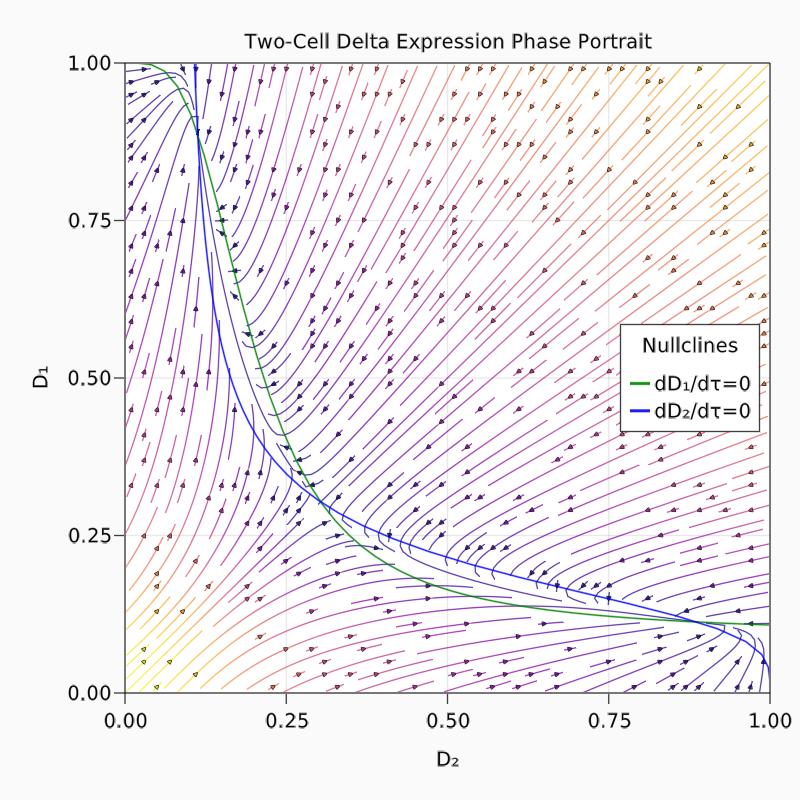 Two-Cell Delta Expression Phase Portrait
1.00
0.75
0.50
0.25
0.00
D₁
Nullclines
dD₁/dτ=0
dD₂/dτ=0
0.00 0.25 0.50 0.75 1.00
D₂